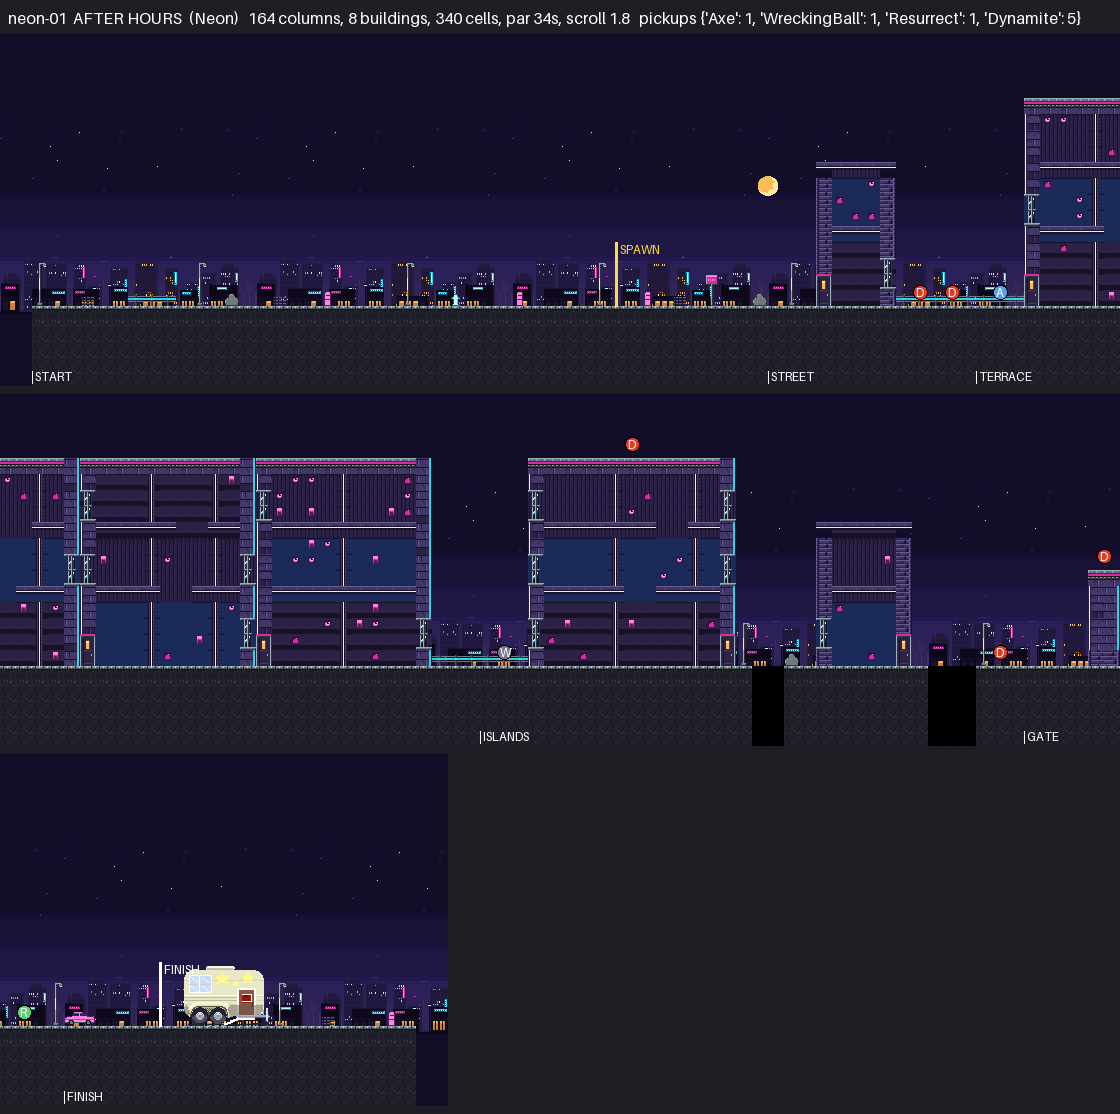 neon-01 AFTER HOURS (Neon) 164 columns, 8 buildings, 340 cells, par 34s, scroll 1.8 pickups {'Axe': 1, 'WreckingBall': 1, 'Resurrect': 1, 'Dynamite': 5}
SPAWN
D D A
|START |STREET |TERRACE
D
D
W D
|ISLANDS |GATE
FINISH
R
|FINISH